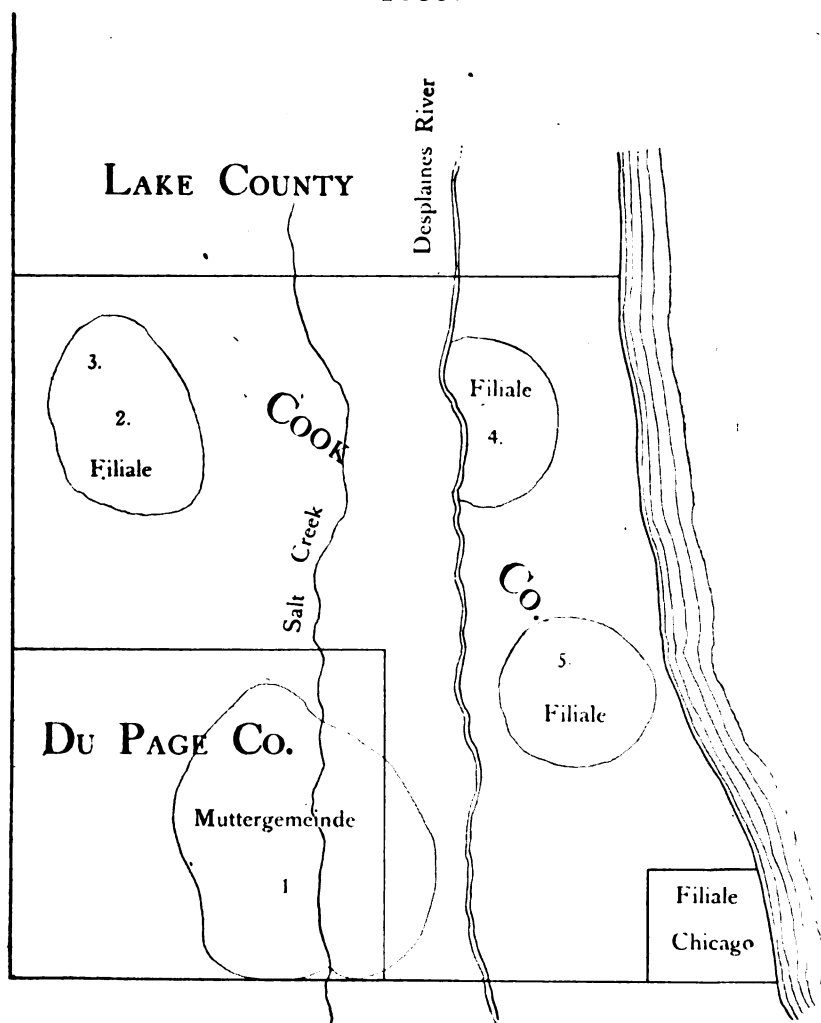 Desplaines River
LAKE COUNTY
3.
2.
Filiale
COOK
Filiale
4.
Salt Creek
Co.
5.
Filiale
DU PAGE CO.
Muttergemeinde
1
Filiale
Chicago